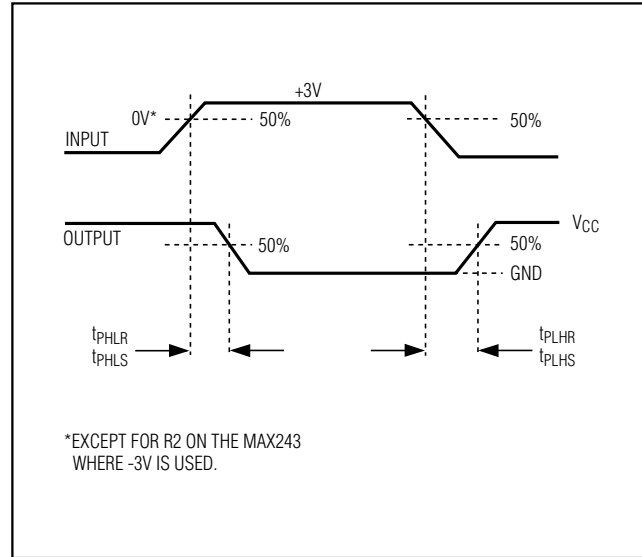 +3V
0V*
50%
50%
INPUT
VCC
OUTPUT
50%
50%
GND
tPHLR
tPHLS
tPLHR
tPLHS
*EXCEPT FOR R2 ON THE MAX243
WHERE -3V IS USED.